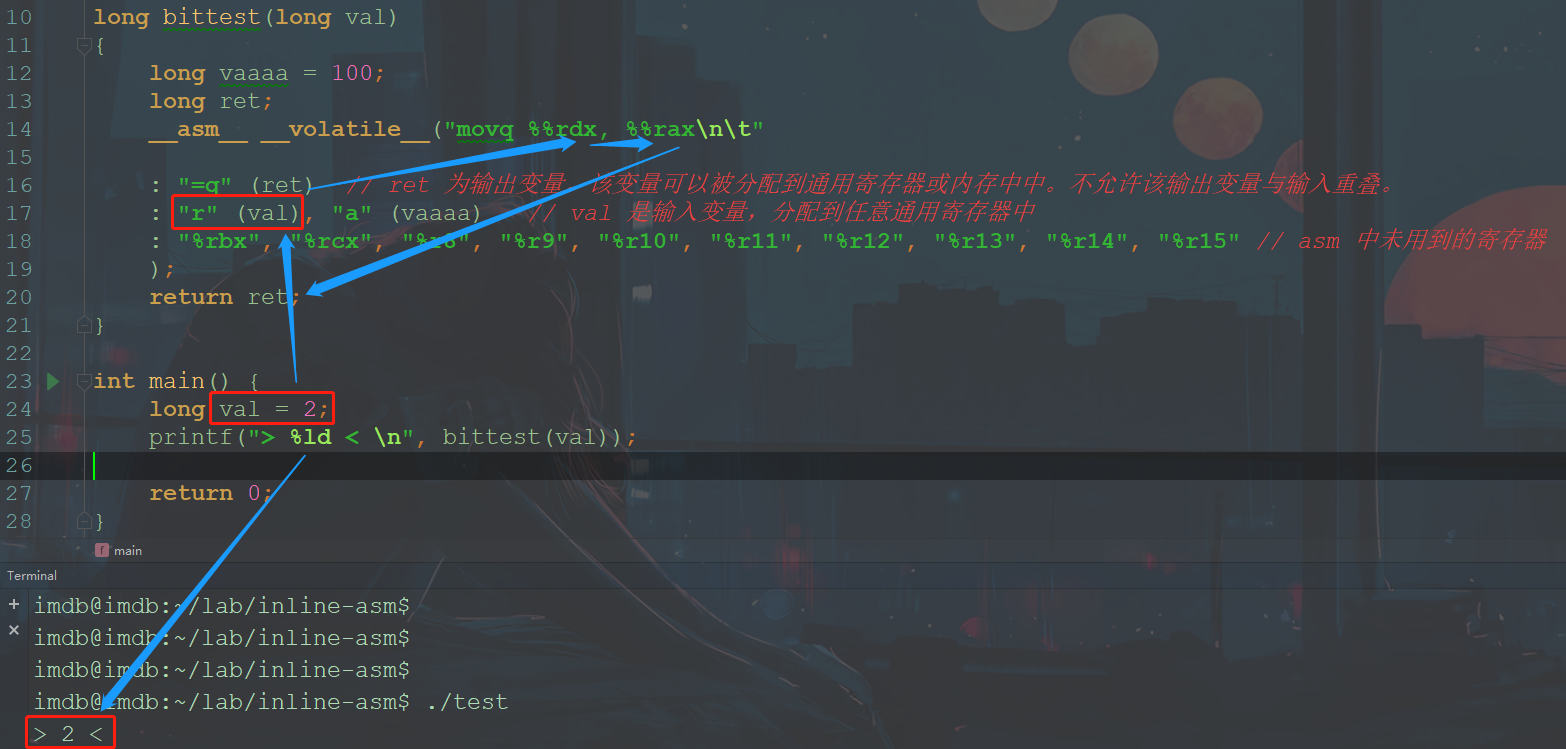 10 long bittest(long val)
11 {
12 long vaaaa = 100;
13 long ret;
14 __asm__ __volatile__("movq %%rdx, %%rax\n\t"
15
16 : "=q" (ret) // ret 为输出变量，该变量可以被分配到通用寄存器或内存中中。不允许该输出变量与输入重叠。
17 : "r" (val), "a" (vaaaa) // val 是输入变量，分配到任意通用寄存器中
18 : "%rbx", "%rcx", "%r8", "%r9", "%r10", "%r11", "%r12", "%r13", "%r14", "%r15" // asm 中未用到的寄存器
19 );
20 return ret;
21 }
22
23 int main() {
24 long val = 2;
25 printf("> %ld < \n", bittest(val));
26
27 return 0;
28 }
f main
Terminal
+ imdb@imdb:~/lab/inline-asm$
× imdb@imdb:~/lab/inline-asm$
imdb@imdb:~/lab/inline-asm$
imdb@imdb:~/lab/inline-asm$ ./test
> 2 <